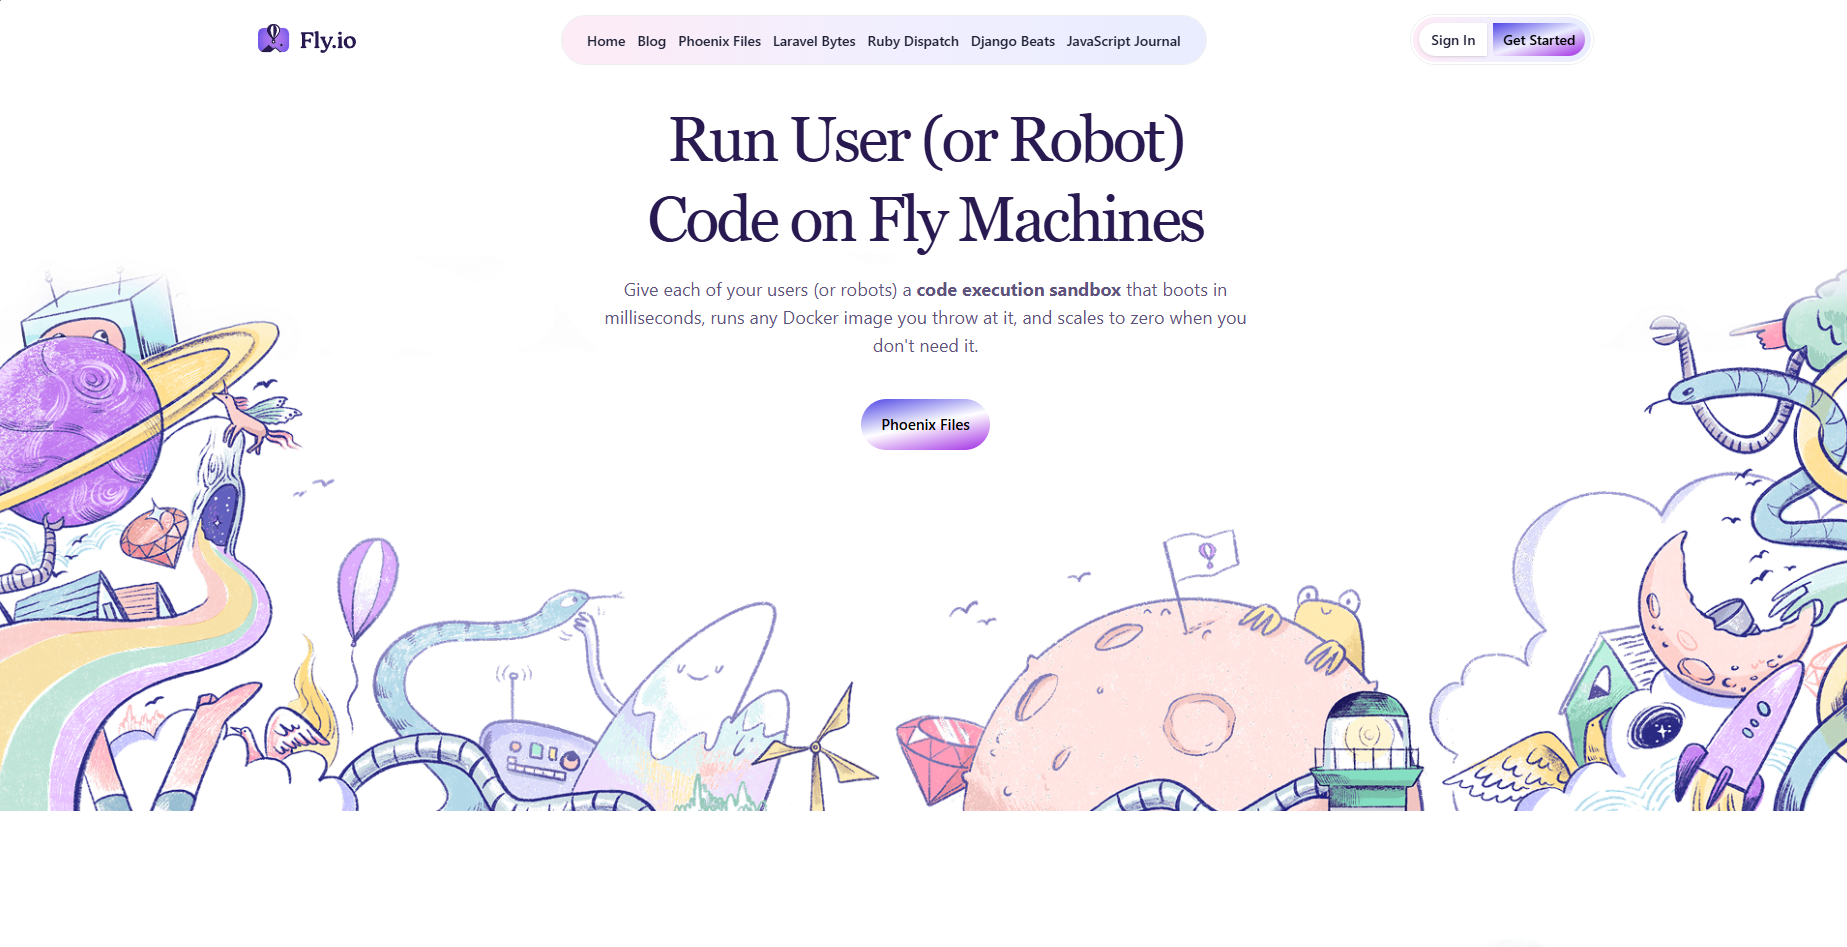 Fly.io
Home Blog Phoenix Files Laravel Bytes Ruby Dispatch Django Beats JavaScript Journal
Sign In Get Started
Run User (or Robot)
Code on Fly Machines
Give each of your users (or robots) a code execution sandbox that boots in
milliseconds, runs any Docker image you throw at it, and scales to zero when you
don't need it.
Phoenix Files